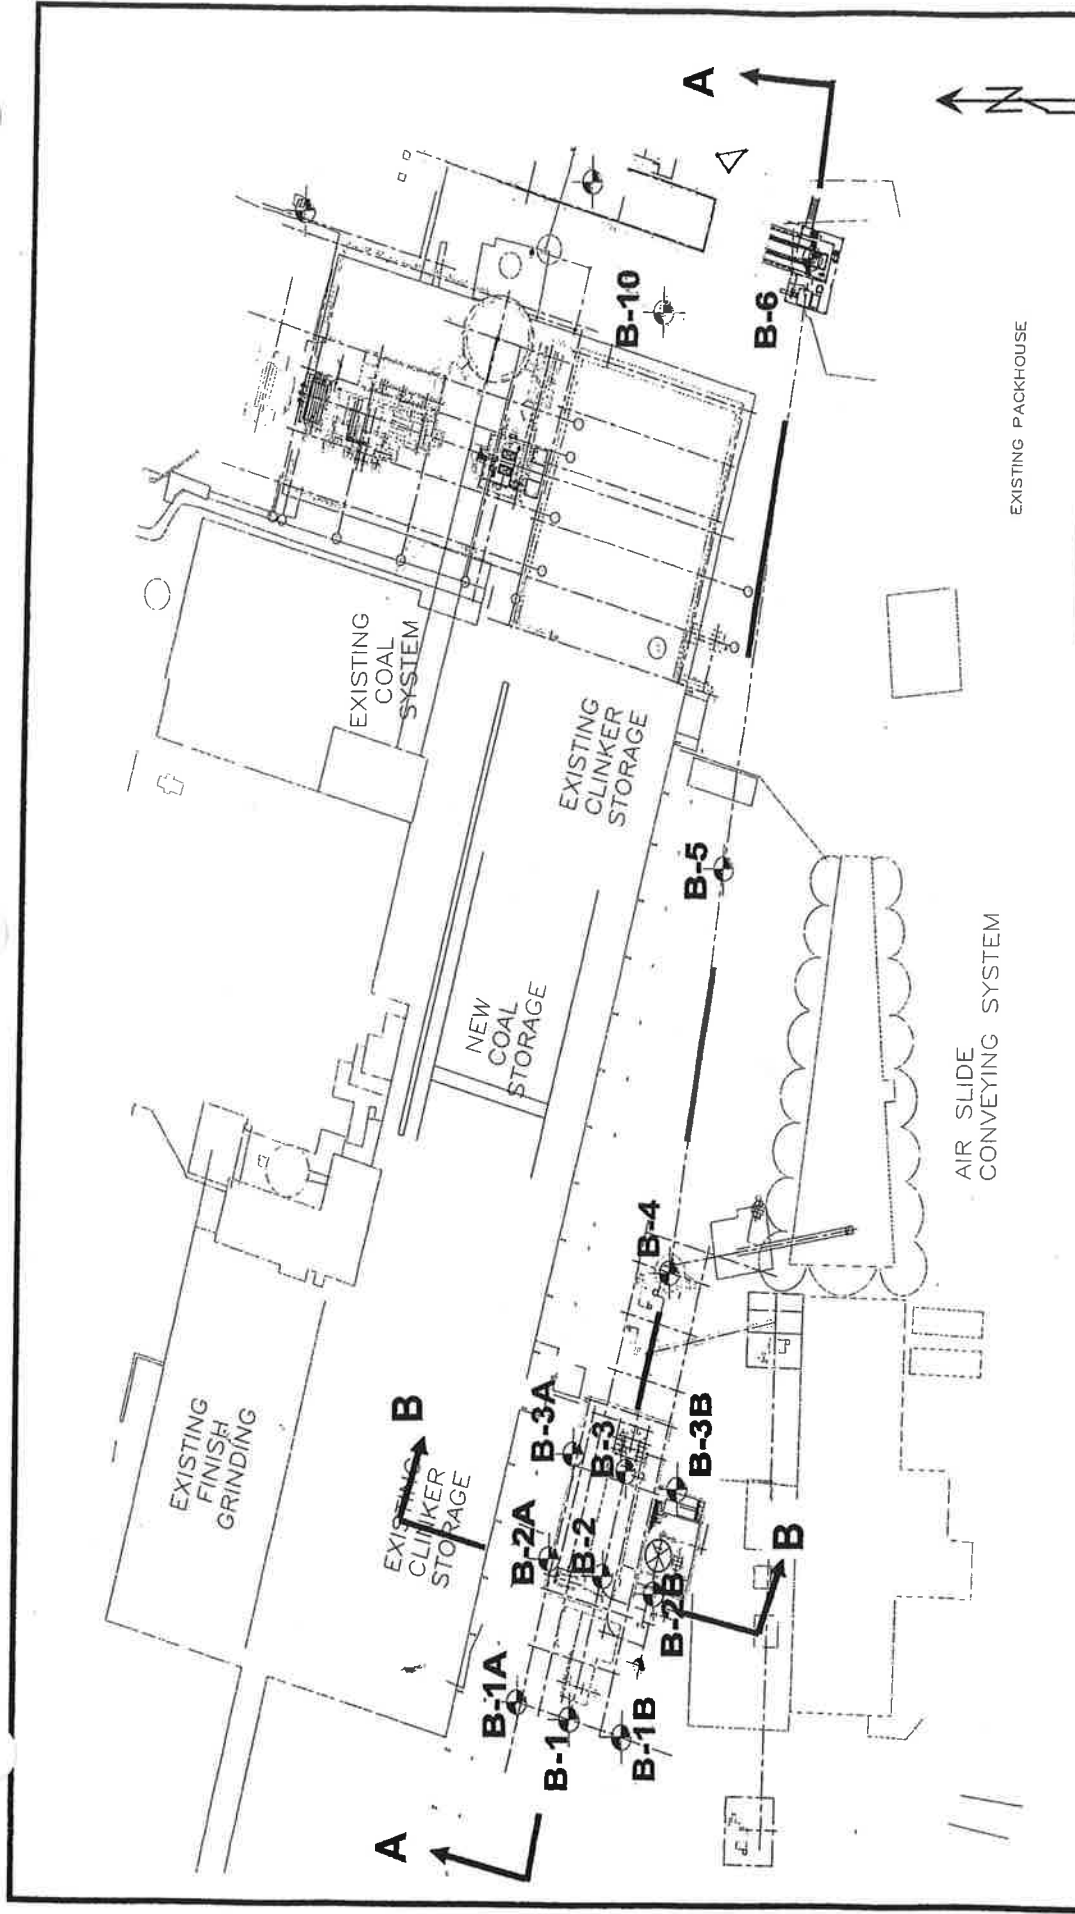 A
N
B-10
B-6
EXISTING PACKHOUSE
EXISTING
COAL
SYSTEM
EXISTING
CLINKER
STORAGE
B-5
NEW
COAL
STORAGE
AIR SLIDE
CONVEYING SYSTEM
B-4
EXISTING
FINISH
GRINDING
B
EXISTING
CLINKER
STORAGE
B-3A
B-3
B-3B
B-2A
B-2
B-2B
B
B-1A
B-1
B-1B
A